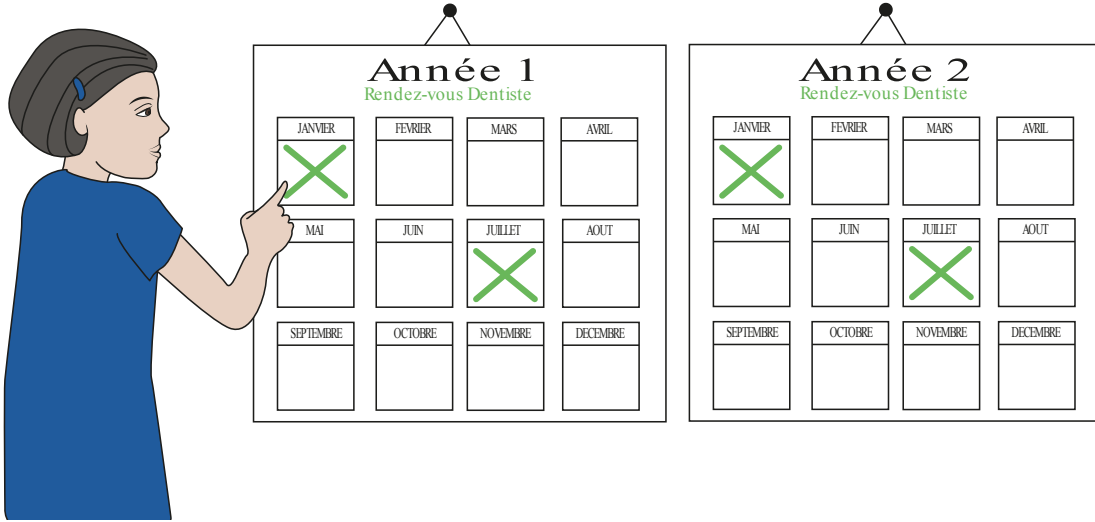 Année 1
Rendez-vous Dentiste
JANVIER FEVRIER MARS AVRIL
MAI JUIN JUILLET AOUT
SEPTEMBRE OCTOBRE NOVEMBRE DECEMBRE
Année 2
Rendez-vous Dentiste
JANVIER FEVRIER MARS AVRIL
MAI JUIN JUILLET AOUT
SEPTEMBRE OCTOBRE NOVEMBRE DECEMBRE